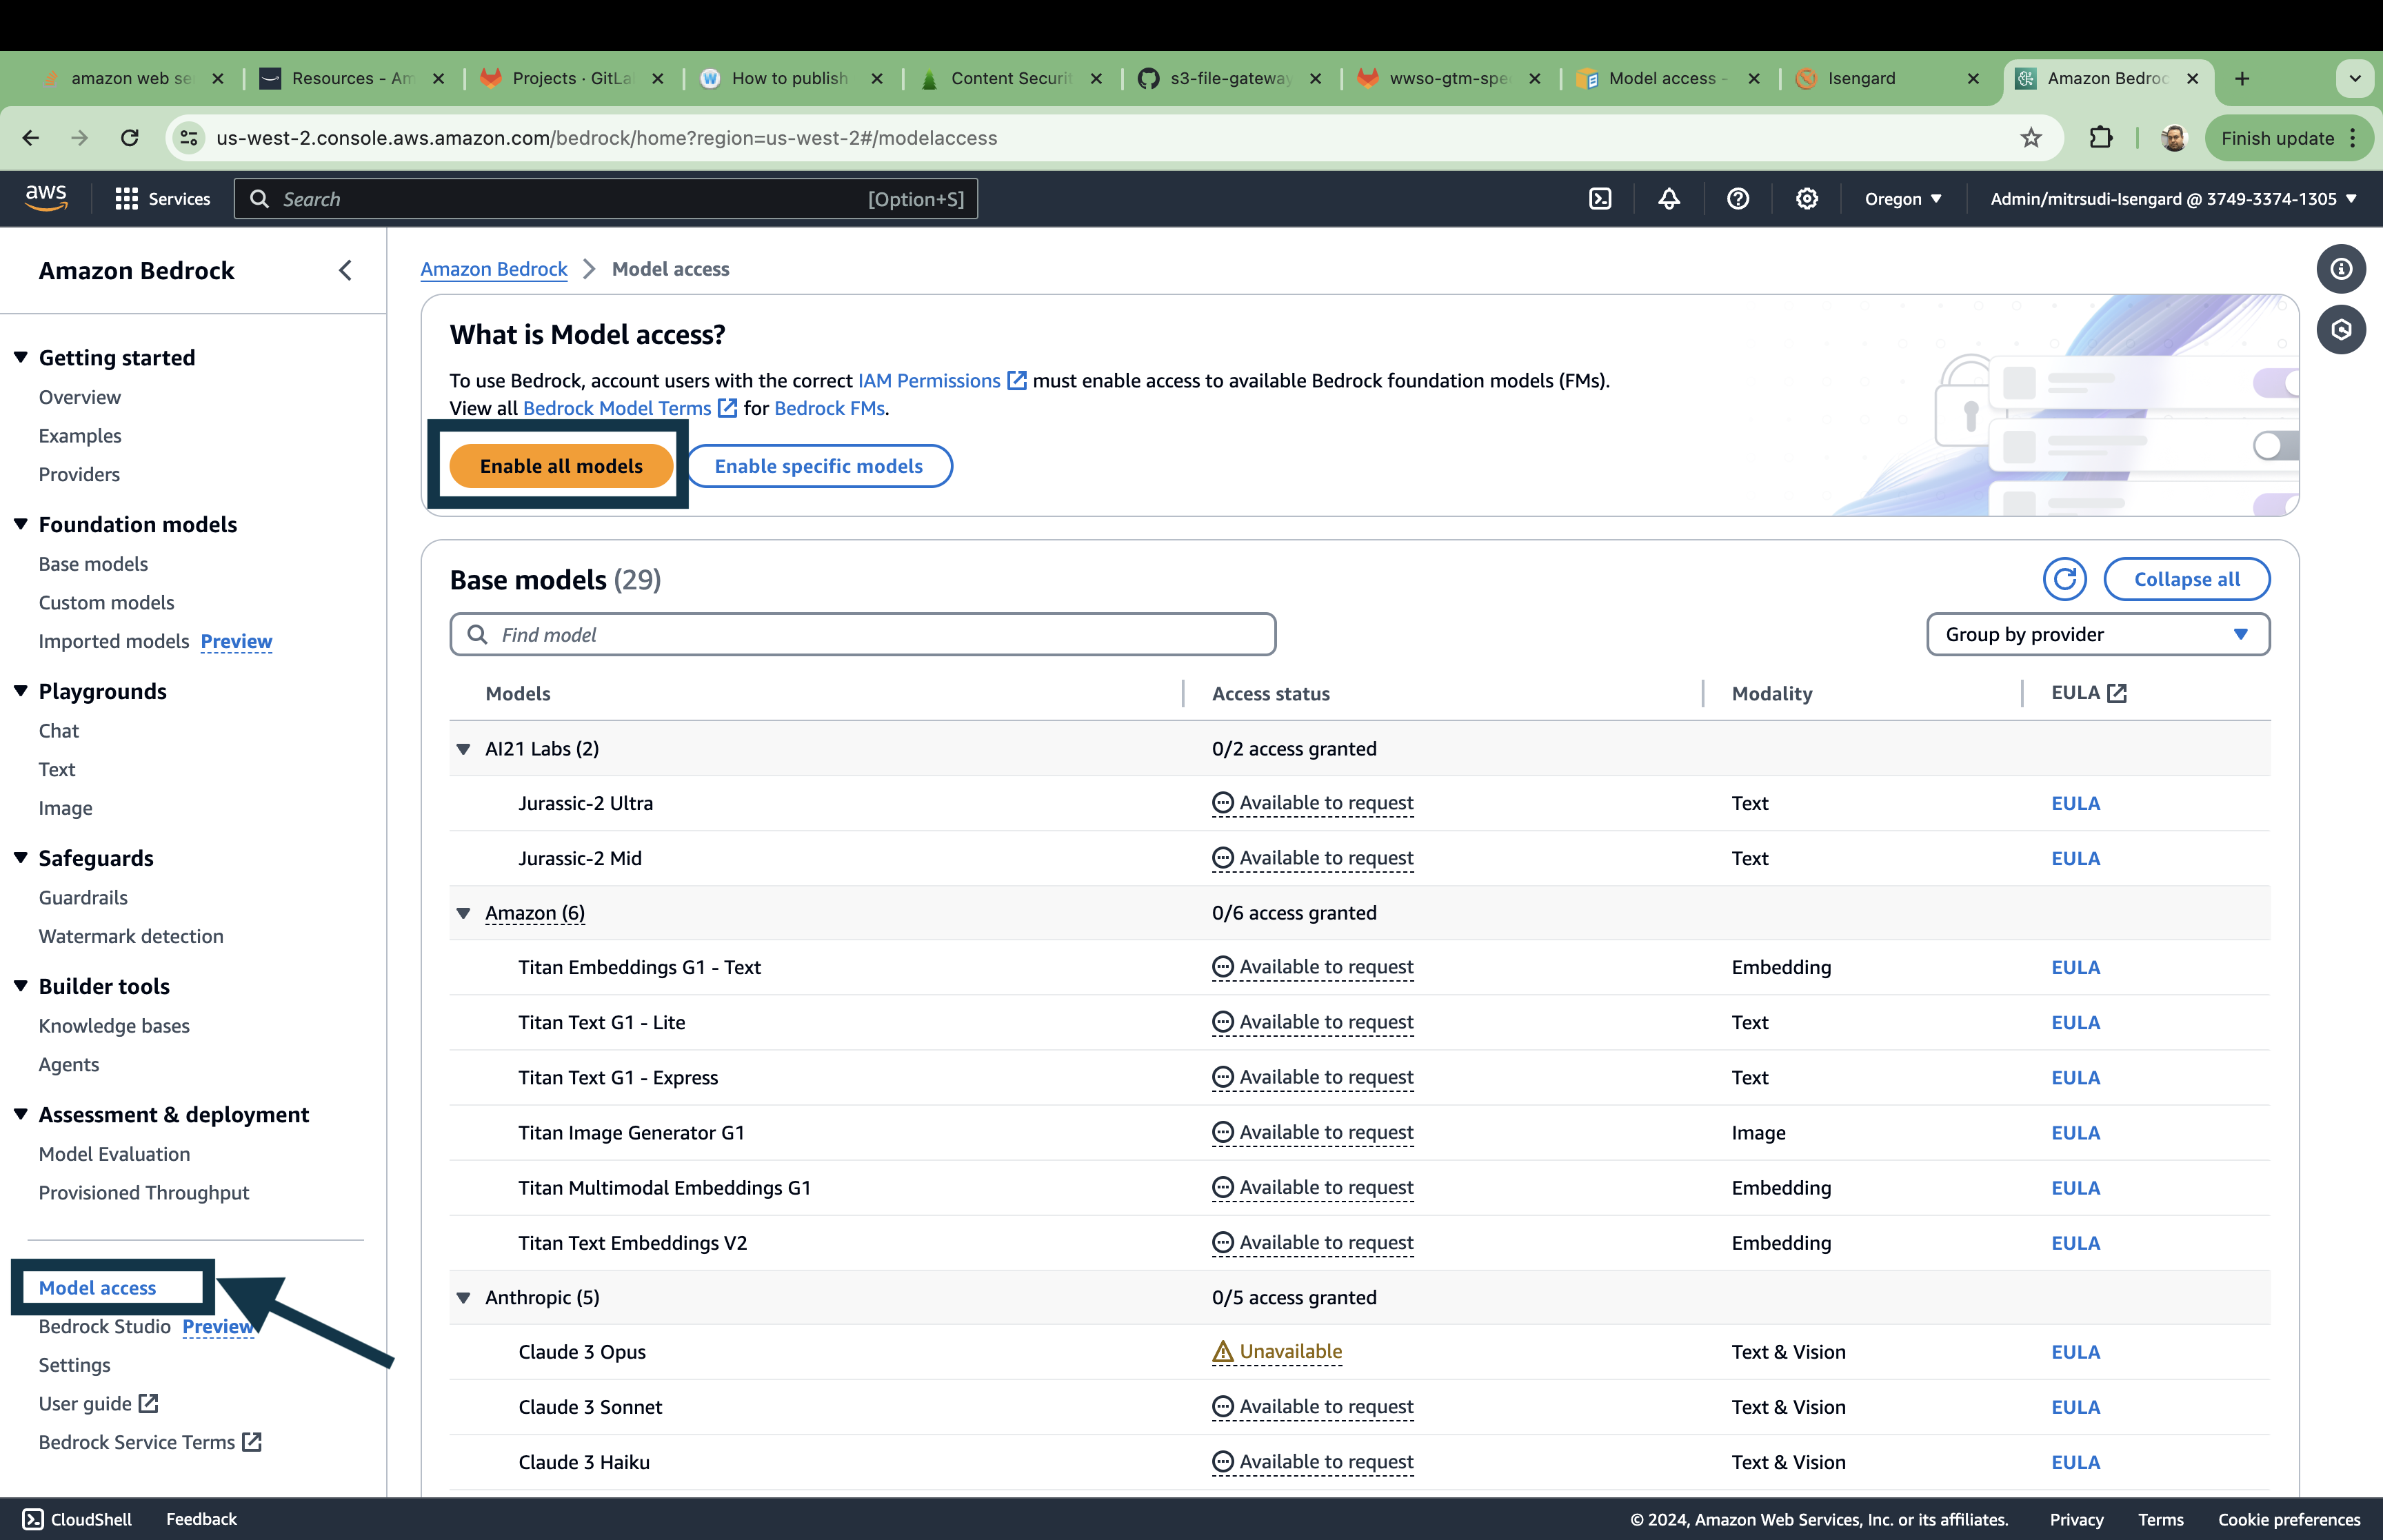 amazon web se
Resources - Am
Projects · GitLa
How to publish
Content Securit
s3-file-gateway
wwso-gtm-spe
Model access -
Isengard
Amazon Bedroc
us-west-2.console.aws.amazon.com/bedrock/home?region=us-west-2#/modelaccess
Finish update
aws
Services
Search
[Option+S]
Oregon
Admin/mitrsudi-Isengard @ 3749-3374-1305
Amazon Bedrock
Getting started
Overview
Examples
Providers
Foundation models
Base models
Custom models
Imported models Preview
Playgrounds
Chat
Text
Image
Safeguards
Guardrails
Watermark detection
Builder tools
Knowledge bases
Agents
Assessment & deployment
Model Evaluation
Provisioned Throughput
Model access
Bedrock Studio Preview
Settings
User guide
Bedrock Service Terms
Amazon Bedrock > Model access
What is Model access?
To use Bedrock, account users with the correct IAM Permissions must enable access to available Bedrock foundation models (FMs).
View all Bedrock Model Terms for Bedrock FMs.
Enable all models
Enable specific models
Base models (29)
Collapse all
Find model
Group by provider
Models Access status Modality EULA
AI21 Labs (2) 0/2 access granted
Jurassic-2 Ultra Available to request Text EULA
Jurassic-2 Mid Available to request Text EULA
Amazon (6) 0/6 access granted
Titan Embeddings G1 - Text Available to request Embedding EULA
Titan Text G1 - Lite Available to request Text EULA
Titan Text G1 - Express Available to request Text EULA
Titan Image Generator G1 Available to request Image EULA
Titan Multimodal Embeddings G1 Available to request Embedding EULA
Titan Text Embeddings V2 Available to request Embedding EULA
Anthropic (5) 0/5 access granted
Claude 3 Opus Unavailable Text & Vision EULA
Claude 3 Sonnet Available to request Text & Vision EULA
Claude 3 Haiku Available to request Text & Vision EULA
CloudShell
Feedback
© 2024, Amazon Web Services, Inc. or its affiliates.
Privacy
Terms
Cookie preferences